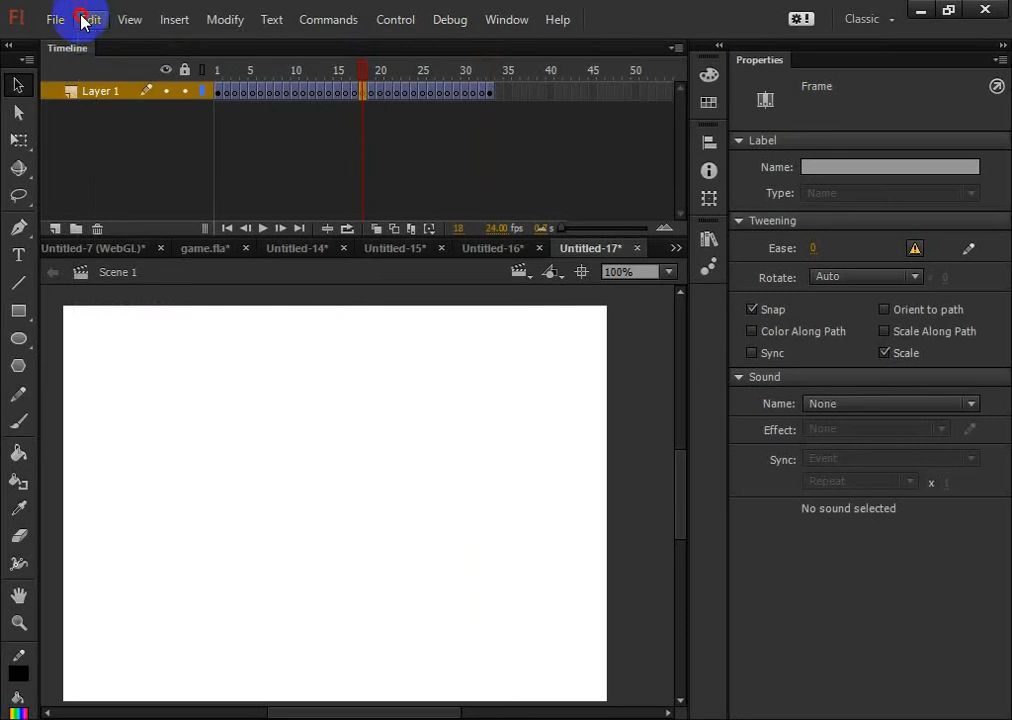 Fl File Edit View Insert Modify Text Commands Control Debug Window Help Classic
Timeline
1 5 10 15 20 25 30 35 40 45 50
Layer 1
18 24.00 fps
Untitled-7 (WebGL)* × game.fla* × Untitled-14* × Untitled-15* × Untitled-16* × Untitled-17* ×
Scene 1 100%
Properties
Frame
Label
Name:
Type: Name
Tweening
Ease: 0
Rotate: Auto x 0
Snap Orient to path
Color Along Path Scale Along Path
Sync Scale
Sound
Name: None
Effect: None
Sync: Event
Repeat x 1
No sound selected